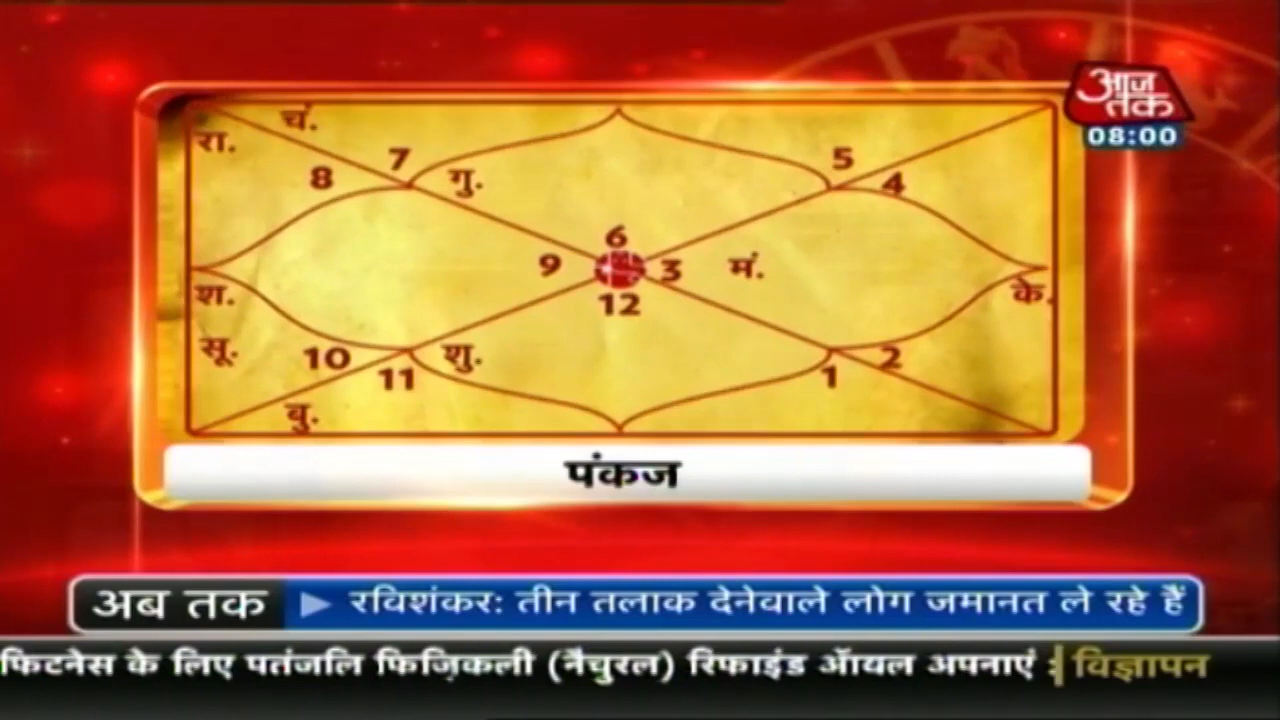 आज
तक
08:00
चं.
रा.
7
5
8
गु.
4
6
9
3
मं.
12
श.
के.
सू.
10
शु.
11
1
2
बु.
पंकज
अब तक
रविशंकर: तीन तलाक देनेवाले लोग जमानत ले रहे हैं
फिटनेस के लिए पतंजलि फिज़िकली (नैचुरल) रिफाइंड ऑयल अपनाएं
विज्ञापन